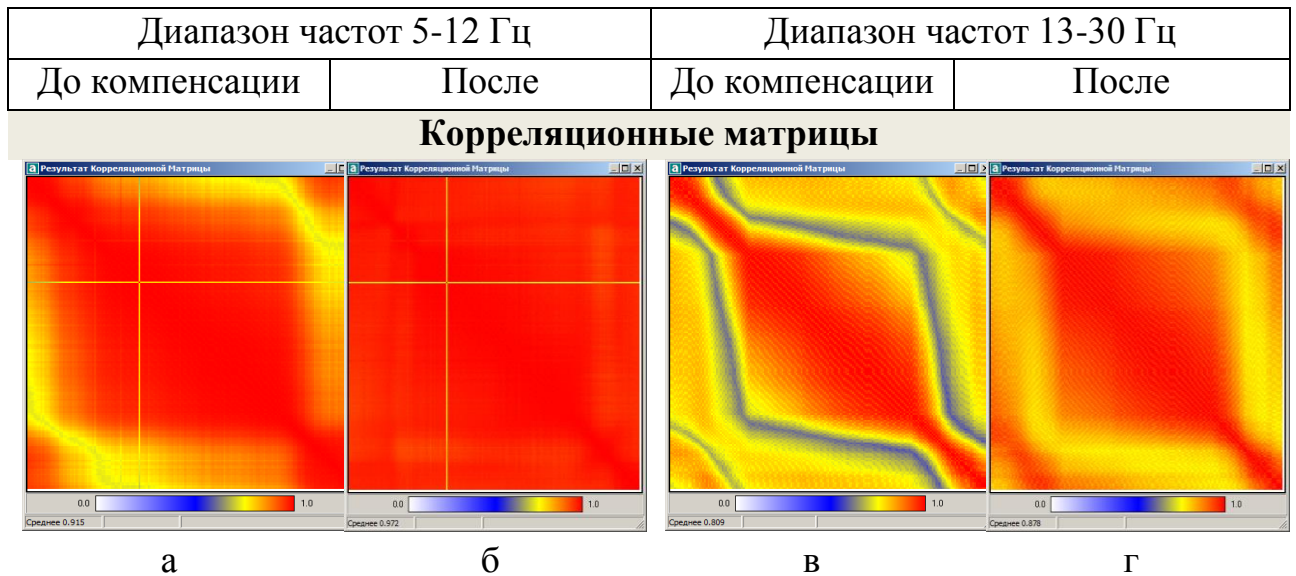 Диапазон частот 5-12 Гц Диапазон частот 13-30 Гц
До компенсации После До компенсации После
Корреляционные матрицы
Результат Корреляционной Матрицы Результат Корреляционной Матрицы Результат Корреляционной Матрицы Результат Корреляционной Матрицы
0.0 1.0 0.0 1.0 0.0 1.0 0.0 1.0
Среднее 0.915 Среднее 0.972 Среднее 0.809 Среднее 0.878
а б в г